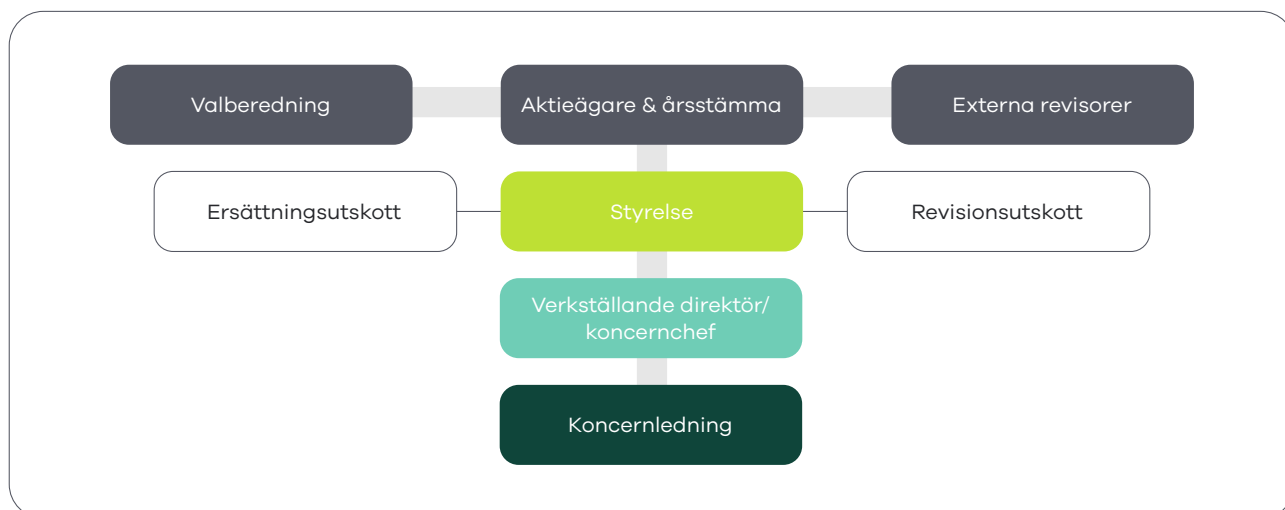 Valberedning
Aktieägare & årsstämma
Externa revisorer
Ersättningsutskott
Styrelse
Revisionsutskott
Verkställande direktör/
koncernchef
Koncernledning